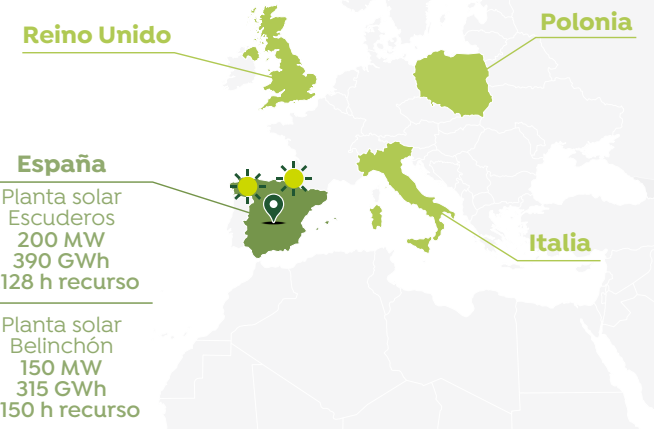 Reino Unido
Polonia
España
Planta solar
Escuderos
200 MW
390 GWh
128 h recurso
Italia
Planta solar
Belinchón
150 MW
315 GWh
150 h recurso